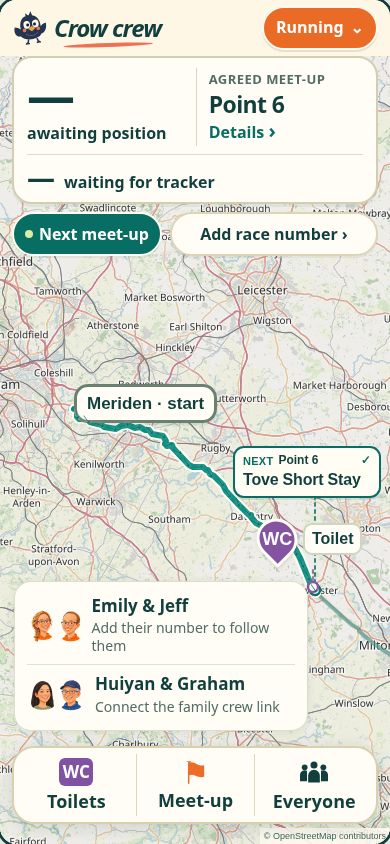 Crow crew
Running
AGREED MEET-UP
Point 6
awaiting position
Details ›
— waiting for tracker
Swadlincote
Loughborough
Next meet-up
Add race number ›
Tamworth
Leicester
Market Bosworth
Wigston
Atherstone
Earl Shilton
Hinckley
Coleshill
Market Harborough
Meriden · start
Solihull
Rugby
NEXT Point 6 ✓
Tove Short Stay
Kenilworth
Henley-in-
Arden
Warwick
Southam
WC
Toilet
Stratford-
upon-Avon
Emily & Jeff
Add their number to follow
them
Huiyan & Graham
Connect the family crew link
Winslow
WC
Toilets
Meet-up
Everyone
© OpenStreetMap contributors